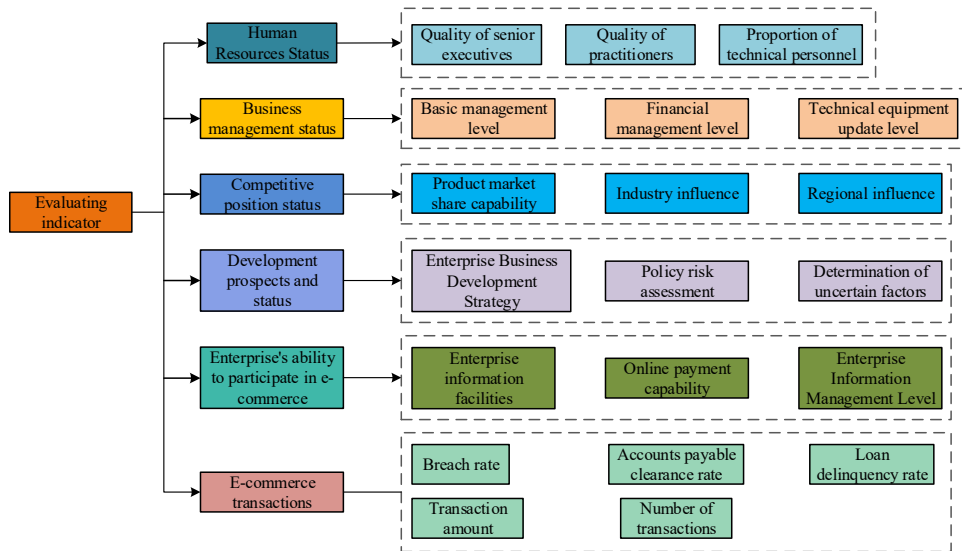 Human
Resources Status
Quality of senior
executives
Quality of
practitioners
Proportion of
technical personnel
Business
management status
Basic management
level
Financial
management level
Technical equipment
update level
Evaluating
indicator
Competitive
position status
Product market
share capability
Industry influence
Regional influence
Development
prospects and
status
Enterprise Business
Development
Strategy
Policy risk
assessment
Determination of
uncertain factors
Enterprise's ability
to participate in e-
commerce
Enterprise
information
facilities
Online payment
capability
Enterprise
Information
Management Level
E-commerce
transactions
Breach rate
Accounts payable
clearance rate
Loan
delinquency rate
Transaction
amount
Number of
transactions